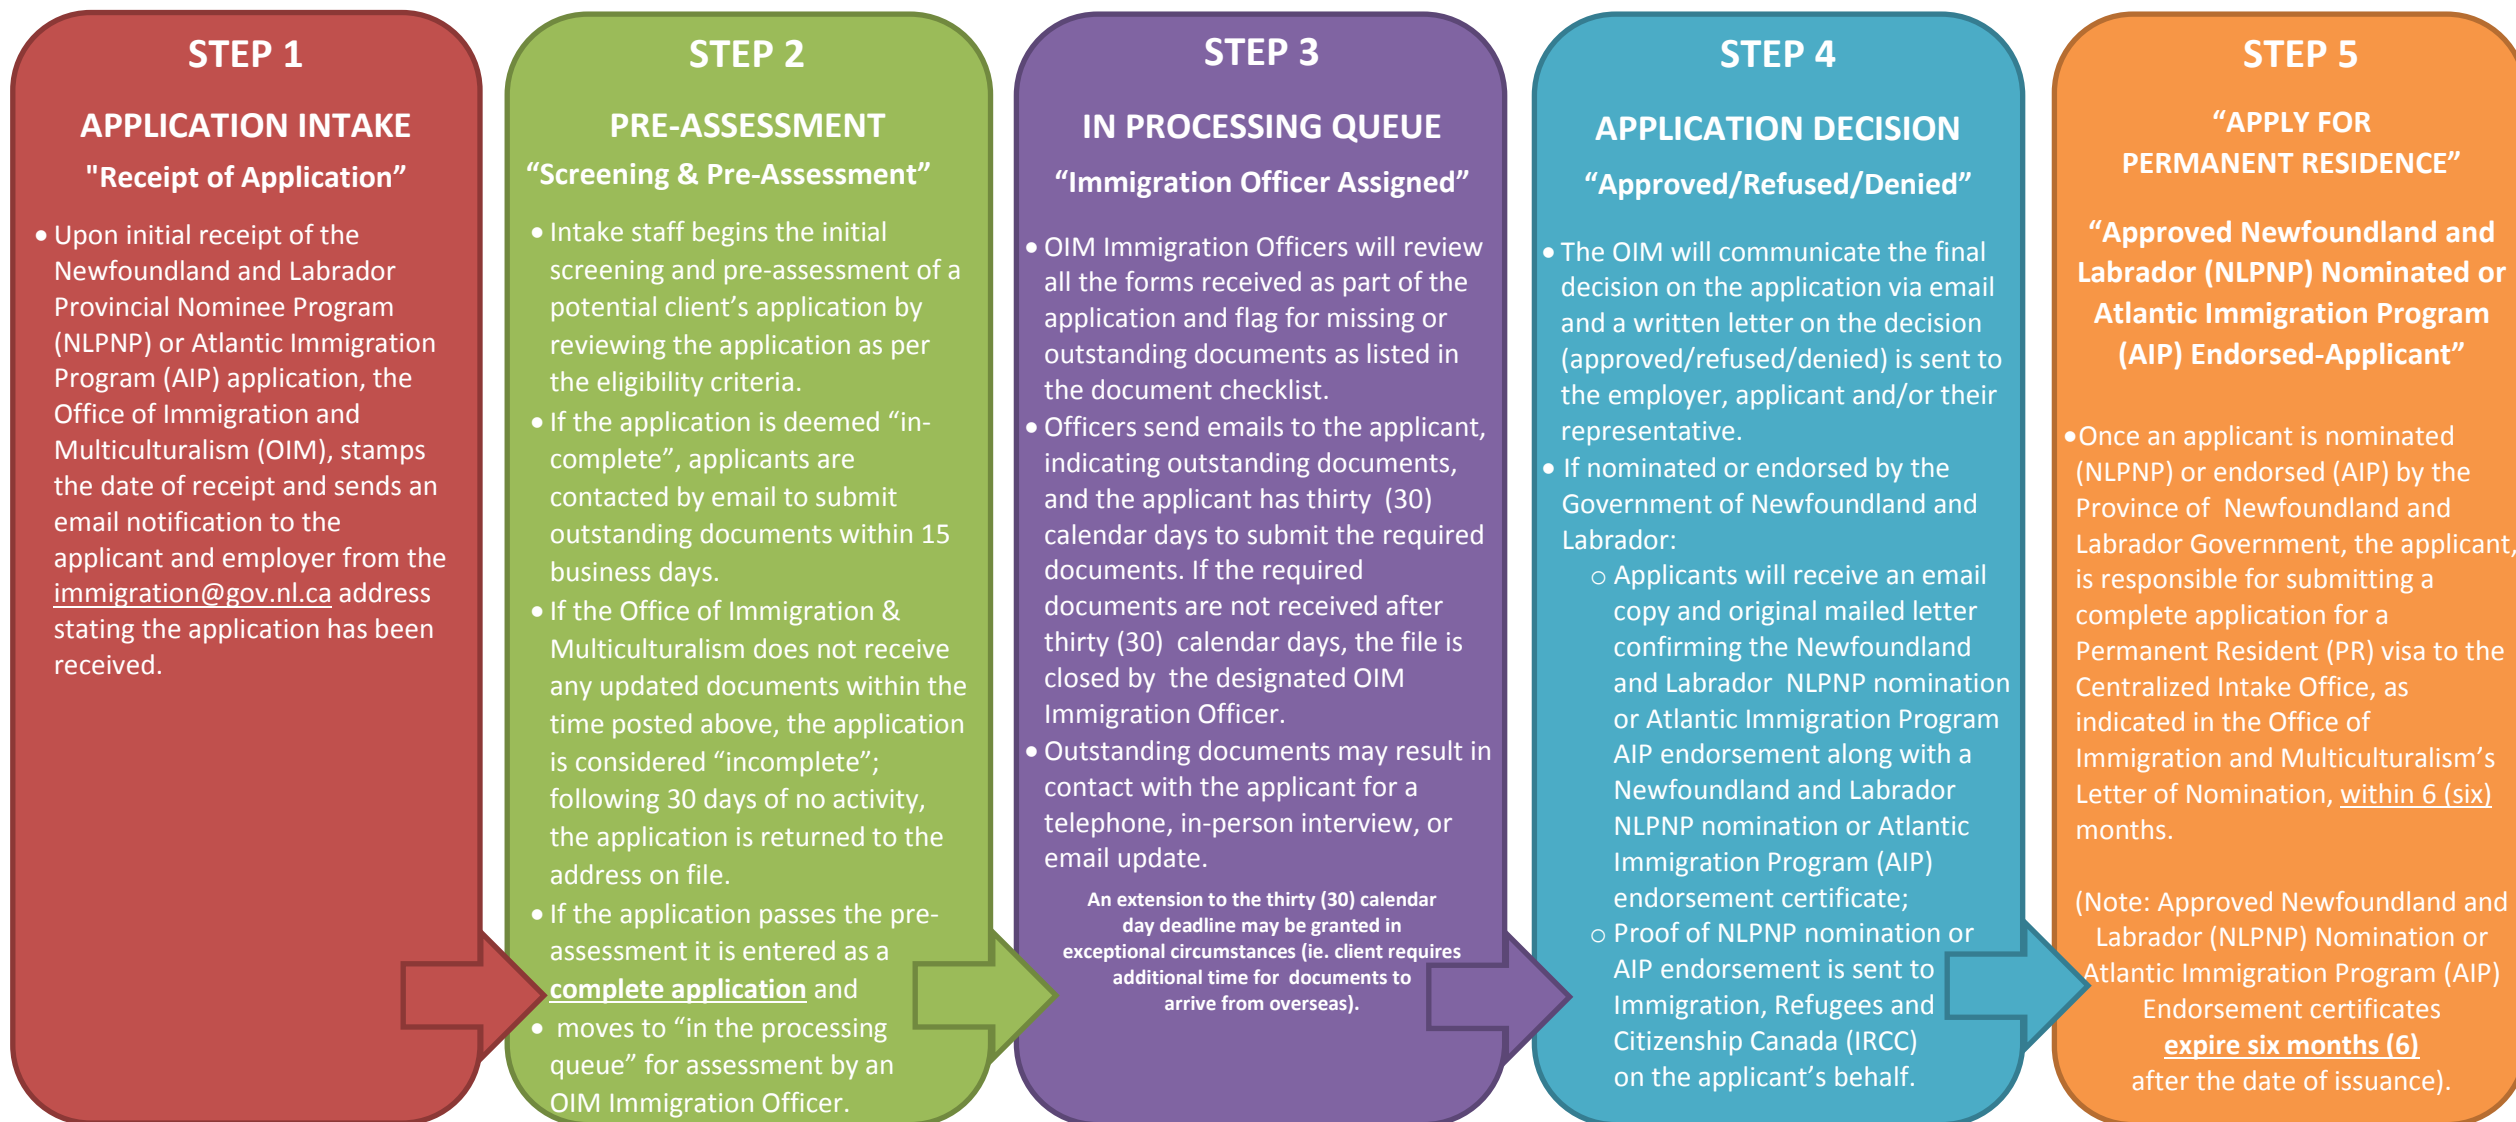 STEP 1
APPLICATION INTAKE
"Receipt of Application”
• Upon initial receipt of the
Newfoundland and Labrador
Provincial Nominee Program
(NLPNP) or Atlantic Immigration
Program (AIP) application, the
Office of Immigration and
Multiculturalism (OIM), stamps
the date of receipt and sends an
email notification to the
applicant and employer from the
immigration@gov.nl.ca address
stating the application has been
received.
STEP 2
PRE-ASSESSMENT
“Screening & Pre-Assessment”
• Intake staff begins the initial
screening and pre-assessment of a
potential client’s application by
reviewing the application as per
the eligibility criteria.
• If the application is deemed “in-
complete”, applicants are
contacted by email to submit
outstanding documents within 15
business days.
• If the Office of Immigration &
Multiculturalism does not receive
any updated documents within the
time posted above, the application
is considered “incomplete”;
following 30 days of no activity,
the application is returned to the
address on file.
• If the application passes the pre-
assessment it is entered as a
complete application and
• moves to “in the processing
queue” for assessment by an
OIM Immigration Officer.
STEP 3
IN PROCESSING QUEUE
“Immigration Officer Assigned”
• OIM Immigration Officers will review
all the forms received as part of the
application and flag for missing or
outstanding documents as listed in
the document checklist.
• Officers send emails to the applicant,
indicating outstanding documents,
and the applicant has thirty (30)
calendar days to submit the required
documents. If the required
documents are not received after
thirty (30) calendar days, the file is
closed by the designated OIM
Immigration Officer.
• Outstanding documents may result in
contact with the applicant for a
telephone, in-person interview, or
email update.
An extension to the thirty (30) calendar
day deadline may be granted in
exceptional circumstances (ie. client requires
additional time for documents to
arrive from overseas).
STEP 4
APPLICATION DECISION
“Approved/Refused/Denied”
• The OIM will communicate the final
decision on the application via email
and a written letter on the decision
(approved/refused/denied) is sent to
the employer, applicant and/or their
representative.
• If nominated or endorsed by the
Government of Newfoundland and
Labrador:
o Applicants will receive an email
copy and original mailed letter
confirming the Newfoundland
and Labrador NLPNP nomination
or Atlantic Immigration Program
AIP endorsement along with a
Newfoundland and Labrador
NLPNP nomination or Atlantic
Immigration Program (AIP)
endorsement certificate;
o Proof of NLPNP nomination or
AIP endorsement is sent to
Immigration, Refugees and
Citizenship Canada (IRCC)
on the applicant’s behalf.
STEP 5
“APPLY FOR
PERMANENT RESIDENCE”
“Approved Newfoundland and
Labrador (NLPNP) Nominated or
Atlantic Immigration Program
(AIP) Endorsed-Applicant”
•Once an applicant is nominated
(NLPNP) or endorsed (AIP) by the
Province of Newfoundland and
Labrador Government, the applicant,
is responsible for submitting a
complete application for a
Permanent Resident (PR) visa to the
Centralized Intake Office, as
indicated in the Office of
Immigration and Multiculturalism’s
Letter of Nomination, within 6 (six)
months.
(Note: Approved Newfoundland and
Labrador (NLPNP) Nomination or
Atlantic Immigration Program (AIP)
Endorsement certificates
expire six months (6)
after the date of issuance).